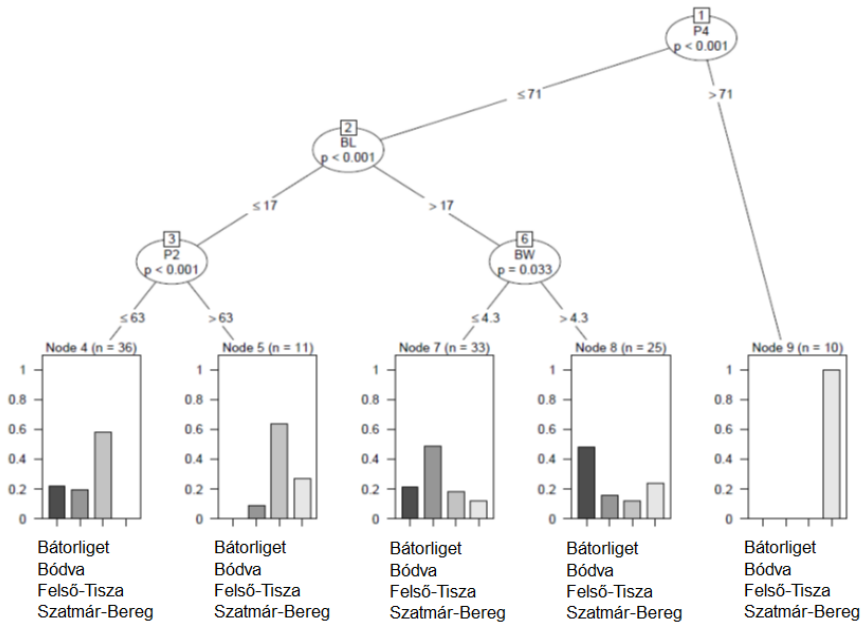 1
P4
p < 0.001
≤ 71
> 71
2
BL
p < 0.001
≤ 17
> 17
3
P2
p < 0.001
6
BW
p = 0.033
≤ 63
> 63
≤ 4.3
> 4.3
Node 4 (n = 36)
1
0.8
0.6
0.4
0.2
0
Node 5 (n = 11)
1
0.8
0.6
0.4
0.2
0
Node 7 (n = 33)
1
0.8
0.6
0.4
0.2
0
Node 8 (n = 25)
1
0.8
0.6
0.4
0.2
0
Node 9 (n = 10)
1
0.8
0.6
0.4
0.2
0
Bátorliget
Bódva
Felső-Tisza
Szatmár-Bereg
Bátorliget
Bódva
Felső-Tisza
Szatmár-Bereg
Bátorliget
Bódva
Felső-Tisza
Szatmár-Bereg
Bátorliget
Bódva
Felső-Tisza
Szatmár-Bereg
Bátorliget
Bódva
Felső-Tisza
Szatmár-Bereg